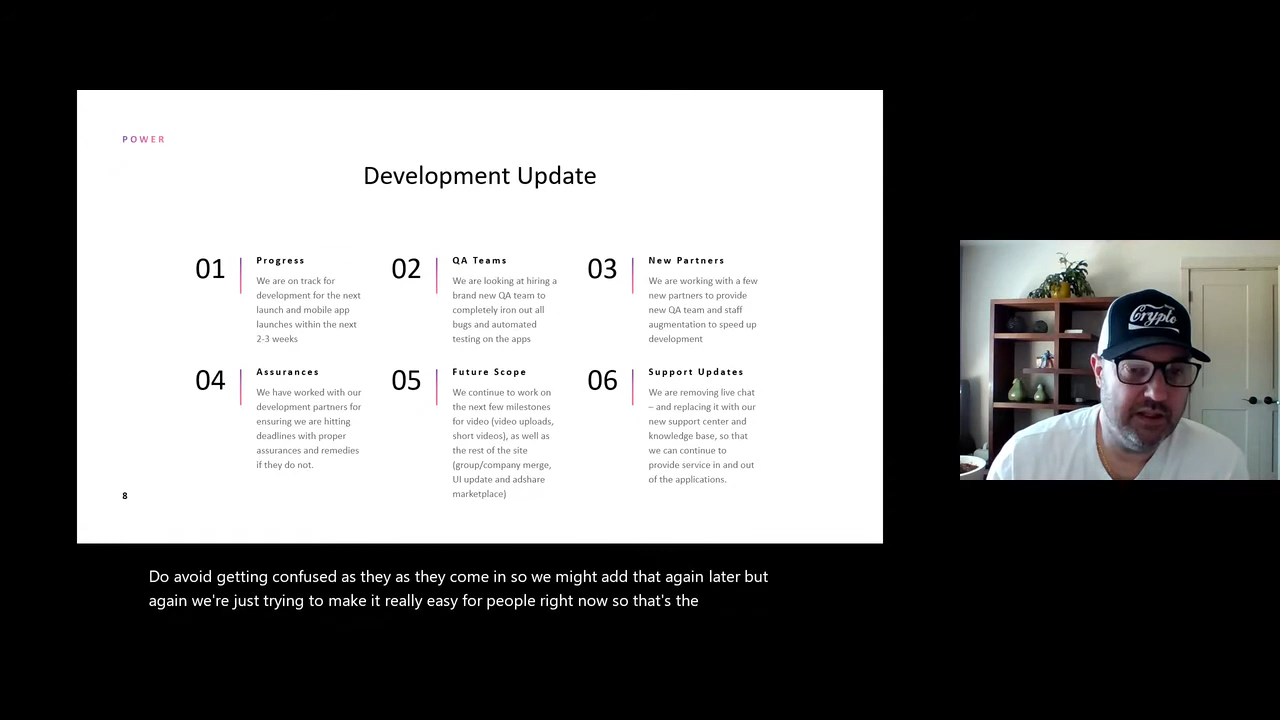 POWER
Development Update
01
Progress
We are on track for
development for the next
launch and mobile app
launches within the next
2-3 weeks
02
QA Teams
We are looking at hiring a
brand new QA team to
completely iron out all
bugs and automated
testing on the apps
03
New Partners
We are working with a few
new partners to provide
new QA team and staff
augmentation to speed up
development
04
Assurances
We have worked with our
development partners for
ensuring we are hitting
deadlines with proper
assurances and remedies
if they do not.
05
Future Scope
We continue to work on
the next few milestones
for video (video uploads,
short videos), as well as
the rest of the site
(group/company merge,
UI update and adshare
marketplace)
06
Support Updates
We are removing live chat
– and replacing it with our
new support center and
knowledge base, so that
we can continue to
provide service in and out
of the applications.
8
Crypto
Do avoid getting confused as they as they come in so we might add that again later but
again we're just trying to make it really easy for people right now so that's the